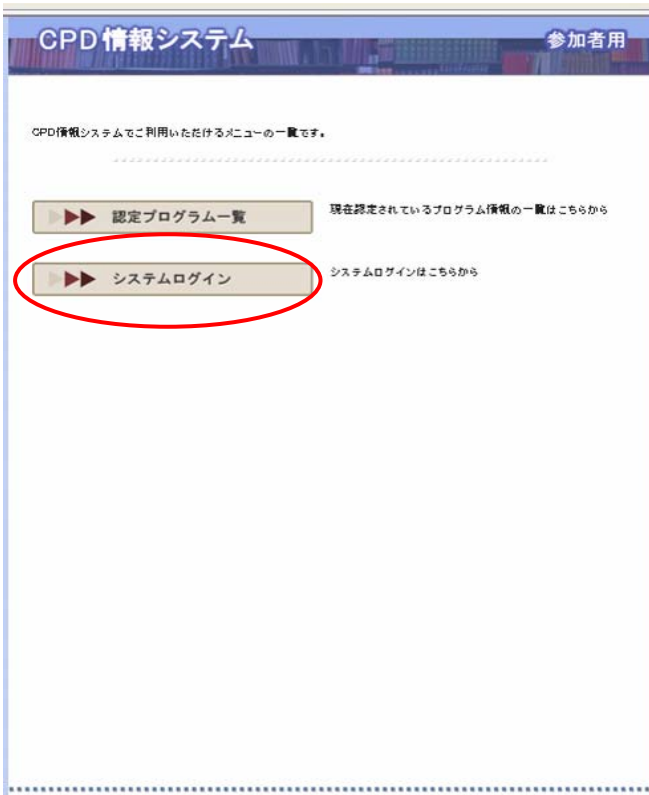 CPD情報システム
参加者用
CPD情報システムでご利用いただけるメニューの一覧です。
認定プログラム一覧
現在認定されているプログラム情報の一覧はこちらから
システムログイン
システムログインはこちらから